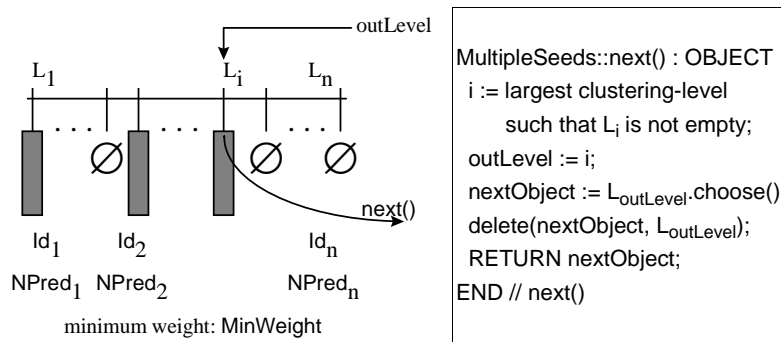 outLevel
L1 Li Ln
. . . . . . . . .
next()
Id1 Id2 Idn
NPred1 NPred2 NPredn
minimum weight: MinWeight
MultipleSeeds::next() : OBJECT
i := largest clustering-level
such that Li is not empty;
outLevel := i;
nextObject := LoutLevel.choose()
delete(nextObject, LoutLevel);
RETURN nextObject;
END // next()